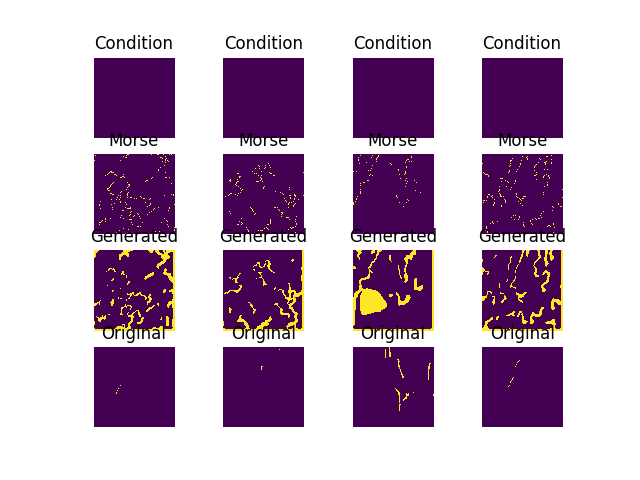 Condition Condition Condition Condition
Morse Morse Morse Morse
Generated Generated Generated Generated
Original Original Original Original